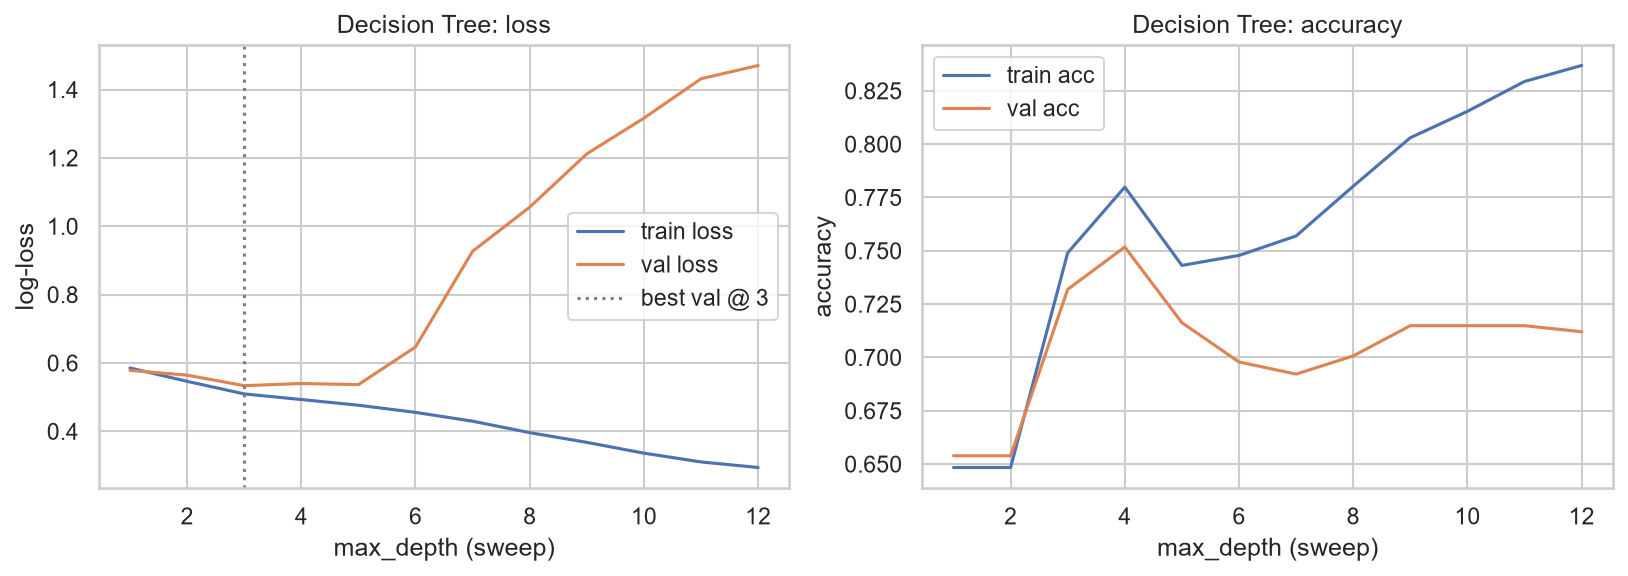 Decision Tree: loss
1.4
1.2
1.0
0.8
0.6
0.4
log-loss
train loss
val loss
best val @ 3
2 4 6 8 10 12
max_depth (sweep)
Decision Tree: accuracy
train acc
val acc
0.825
0.800
0.775
0.750
0.725
0.700
0.675
0.650
accuracy
2 4 6 8 10 12
max_depth (sweep)